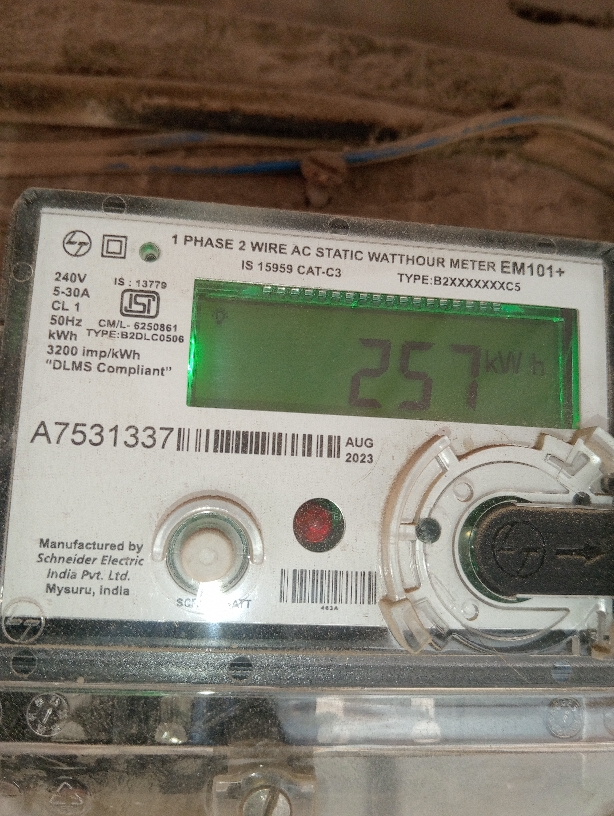 1 PHASE 2 WIRE AC STATIC WATTHOUR METER EM101+
IS 15959 CAT-C3 TYPE:B2XXXXXXXC5
240V
5-30A
CL 1
50Hz
kWh
3200 imp/kWh
"DLMS Compliant"
IS : 13779
ISI
CM/L- 6250861
TYPE:B2DLC0506
257 kWh
A7531337
AUG
2023
Manufactured by
Schneider Electric
India Pvt. Ltd.
Mysuru, India